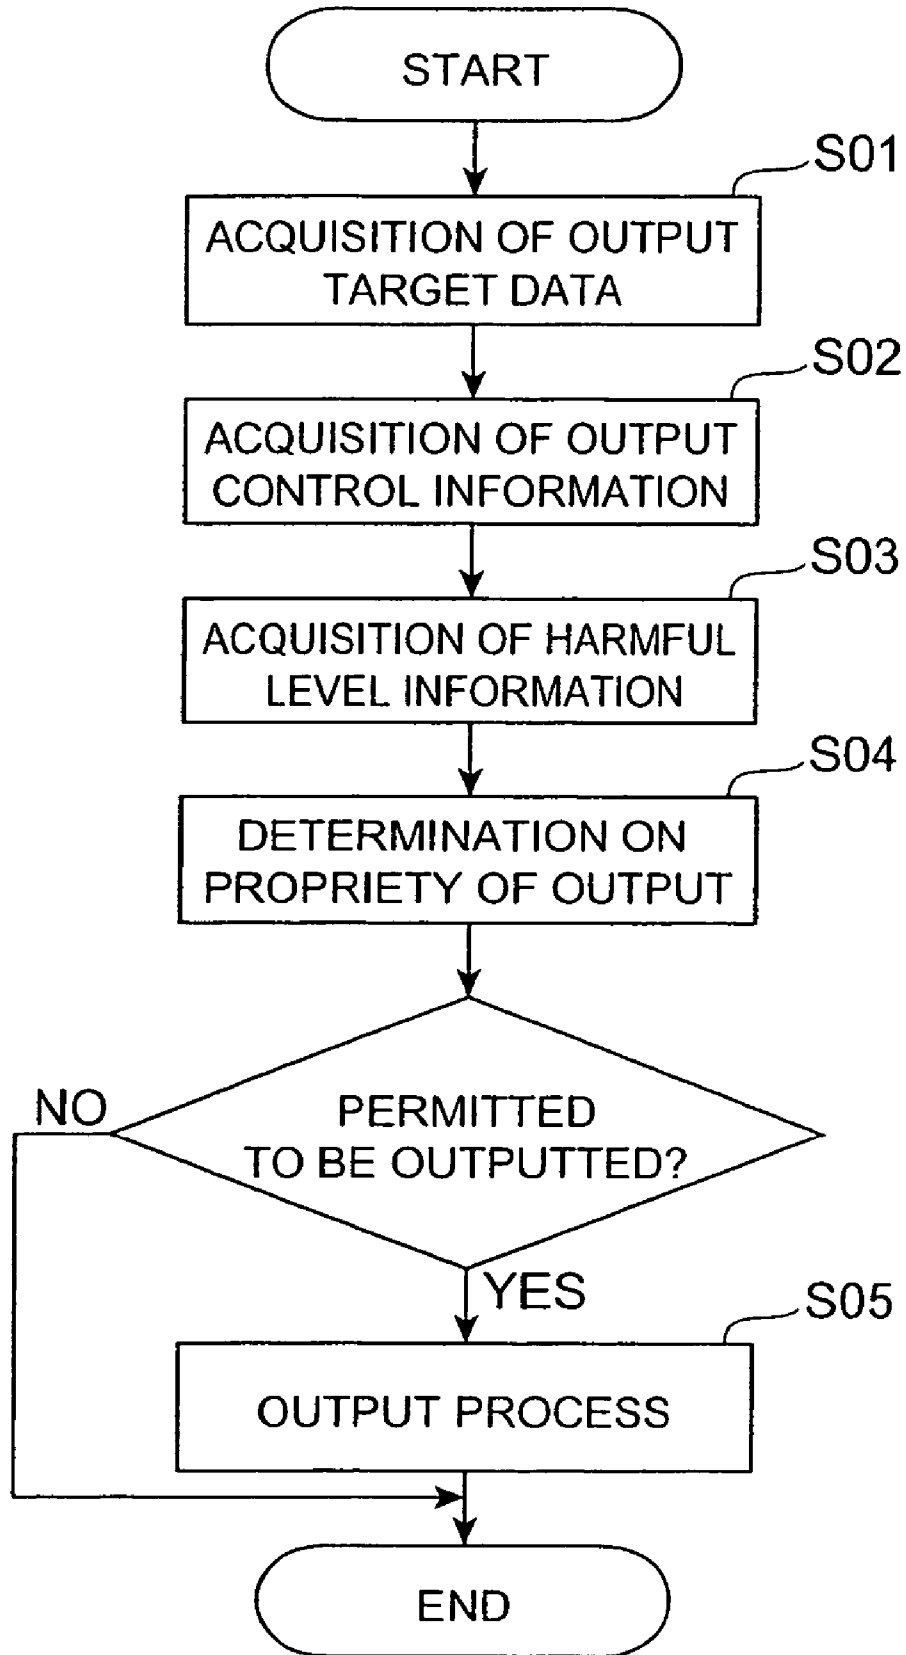 START
S01
ACQUISITION OF OUTPUT
TARGET DATA
S02
ACQUISITION OF OUTPUT
CONTROL INFORMATION
S03
ACQUISITION OF HARMFUL
LEVEL INFORMATION
S04
DETERMINATION ON
PROPRIETY OF OUTPUT
NO
PERMITTED
TO BE OUTPUTTED?
YES
S05
OUTPUT PROCESS
END